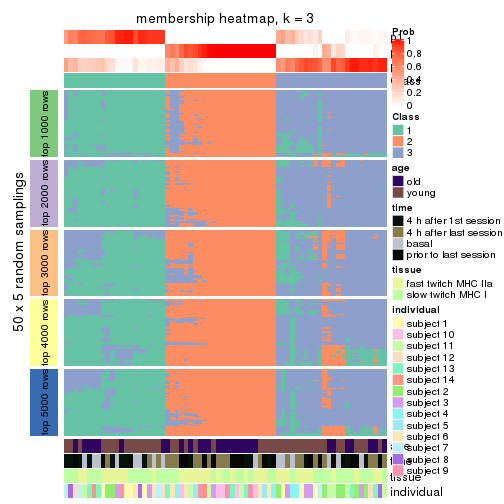 membership heatmap, k = 3
50 x 5 random samplings
top 1000 rows
top 2000 rows
top 3000 rows
top 4000 rows
top 5000 rows
Prob
1
0.8
0.6
0.4
0.2
0
Class
1
2
3
age
old
young
time
4 h after 1st session
4 h after last session
basal
prior to last session
tissue
fast twitch MHC IIa
slow twitch MHC I
individual
subject 1
subject 10
subject 11
subject 12
subject 13
subject 14
subject 2
subject 3
subject 4
subject 5
subject 6
subject 7
subject 8
subject 9
tissue
individual